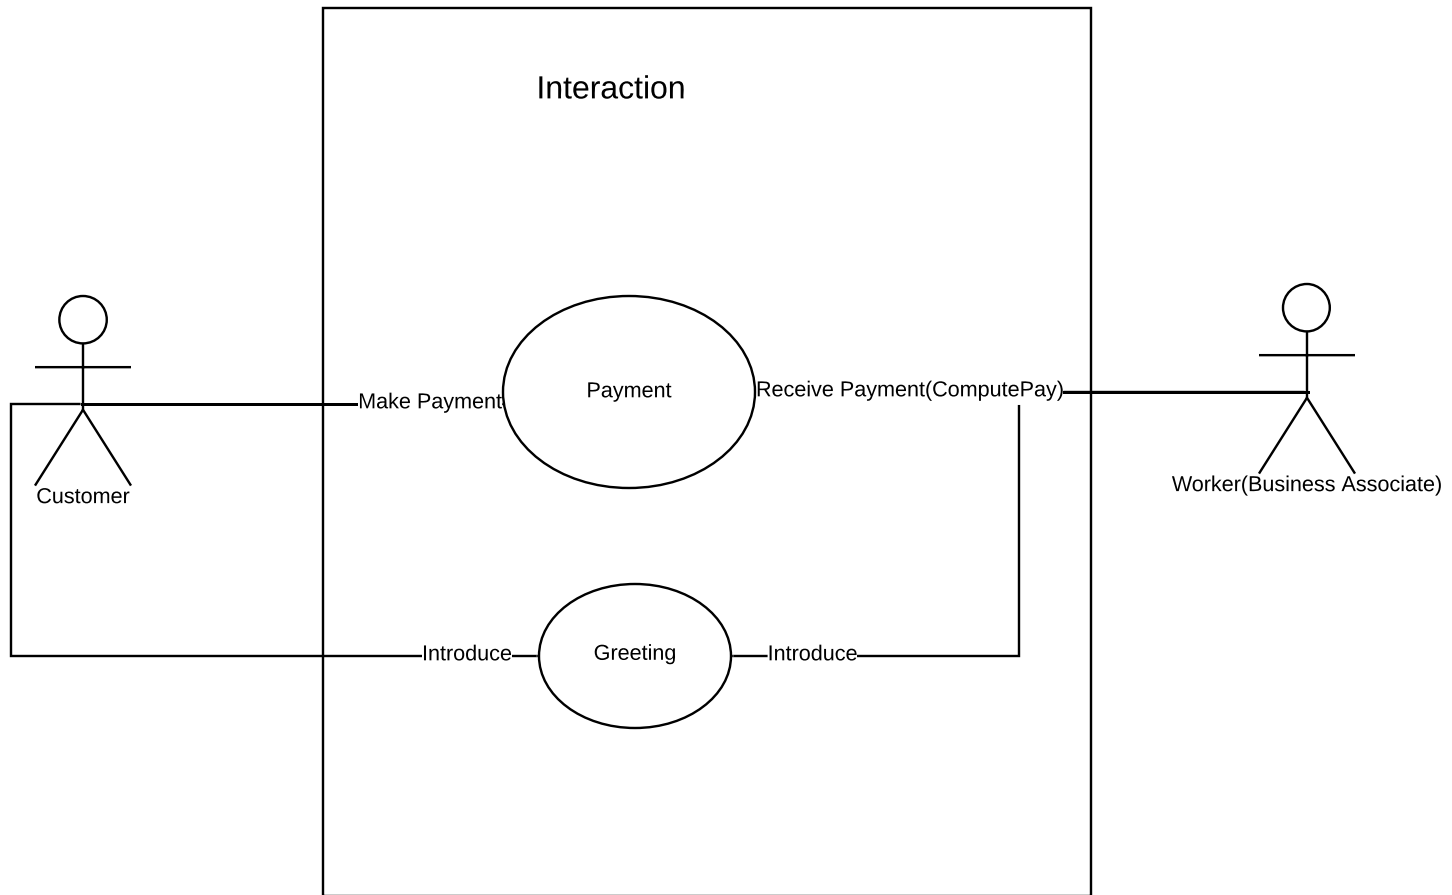 Interaction
Make Payment
Payment
Receive Payment(ComputePay)
Customer
Worker(Business Associate)
Introduce
Greeting
Introduce